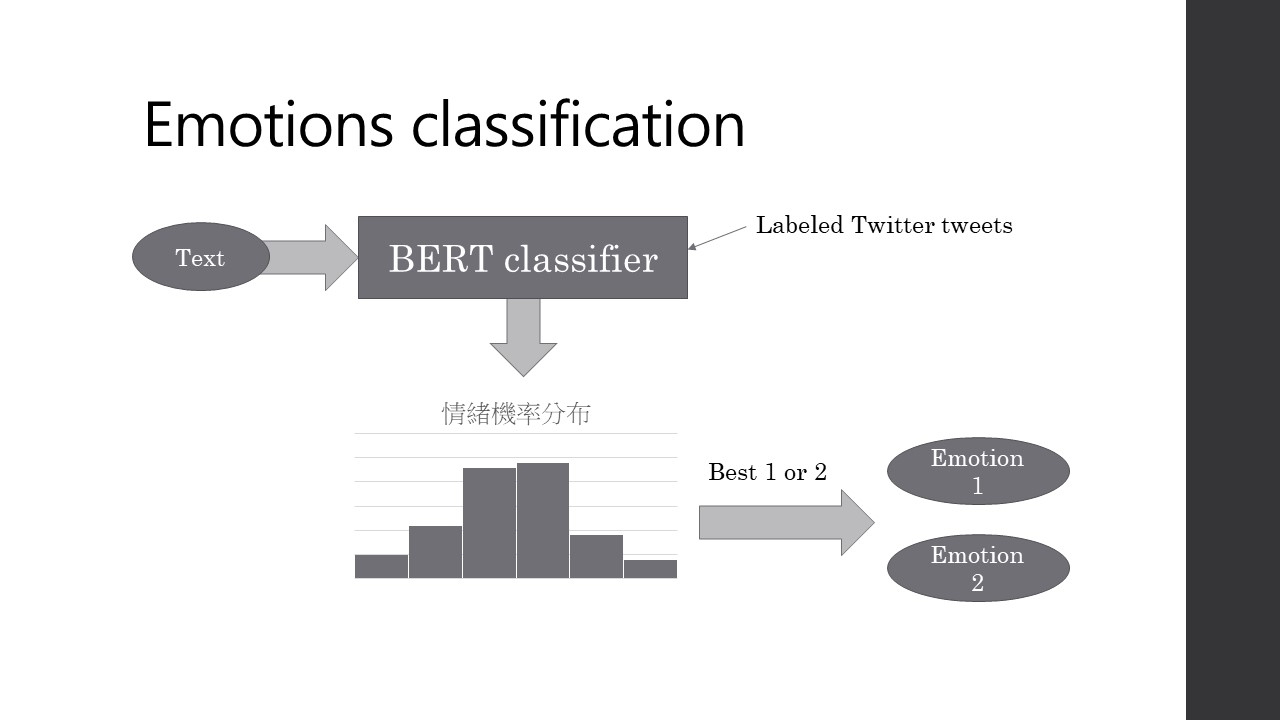 Emotions classification
Labeled Twitter tweets
Text
BERT classifier
情緒機率分布
Best 1 or 2
Emotion
1
Emotion
2